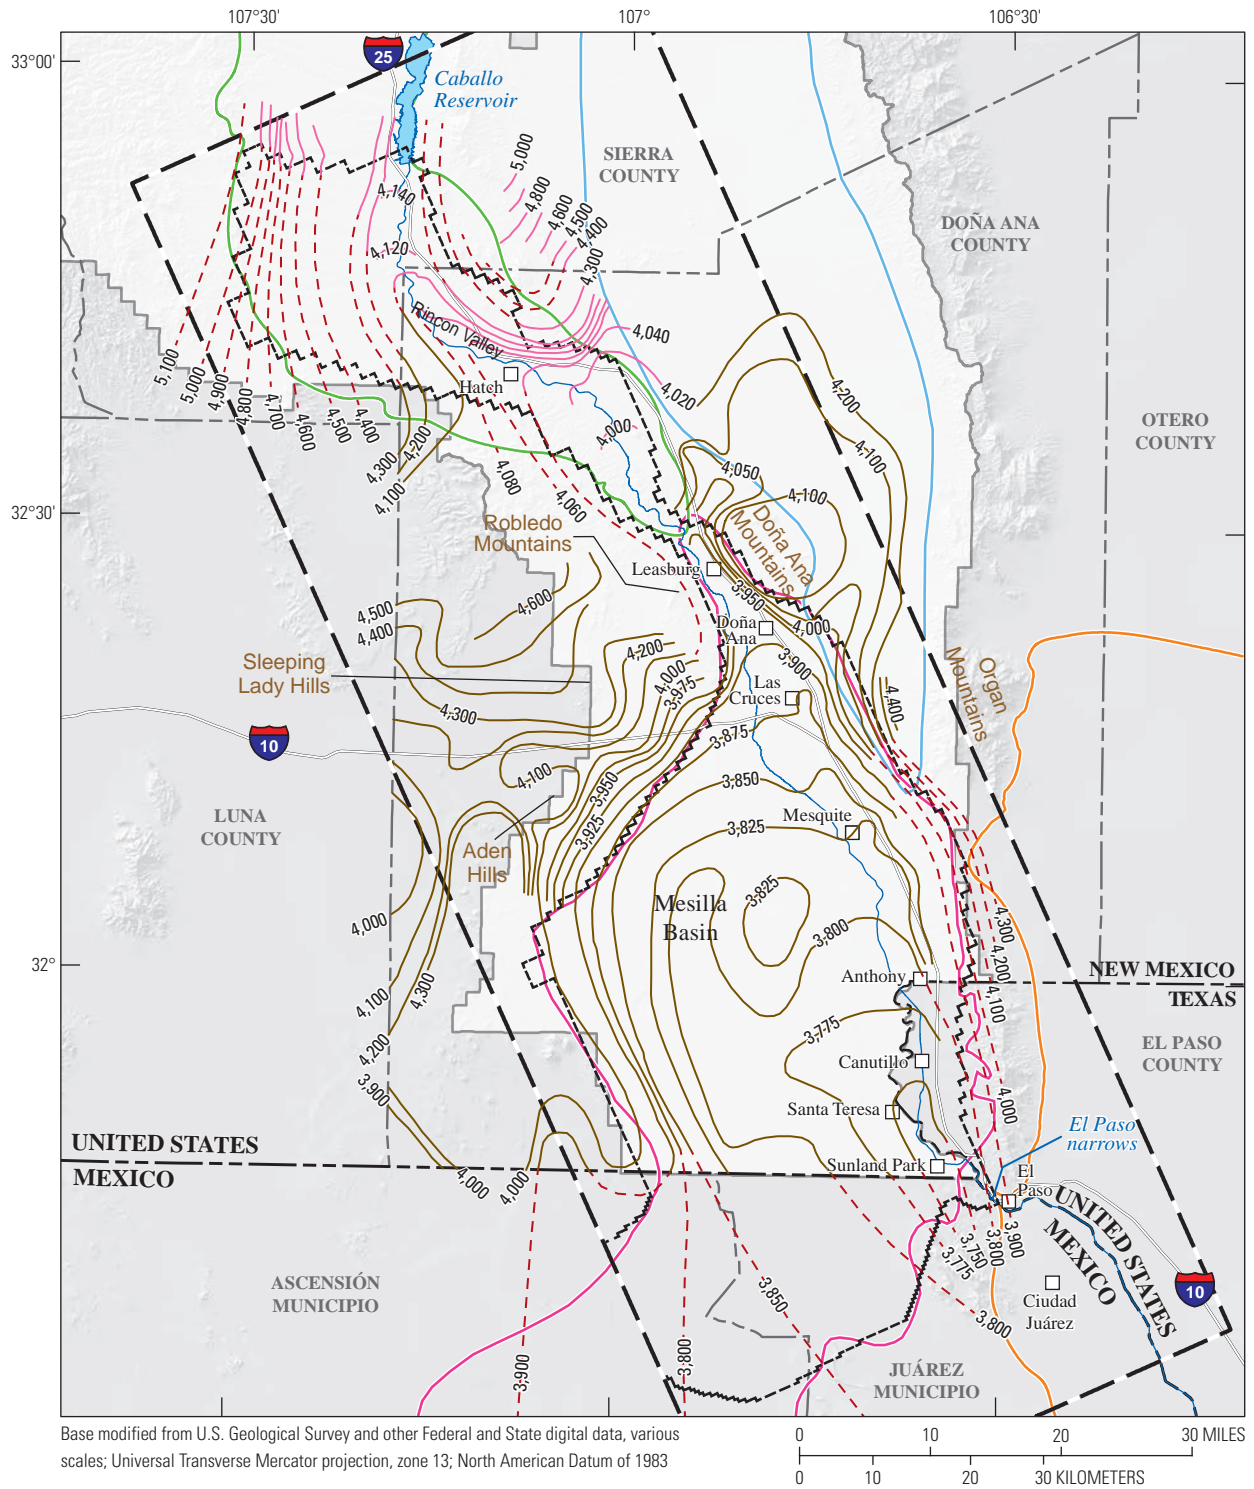 107°30'
107°
106°30'
33°00'
32°30'
32°
25
Caballo
Reservoir
SIERRA
COUNTY
DOÑA ANA
COUNTY
OTERO
COUNTY
5,000
4,800
4,600
4,500
4,400
4,300
4,140
4,120
Rincon Valley
4,040
4,020
4,000
Hatch
5,100
5,000
4,900
4,800
4,700
4,600
4,500
4,400
4,300
4,200
4,100
4,080
4,060
4,200
4,100
4,050
4,100
Robledo
Mountains
Doña Ana
Mountains
Leasburg
3,950
Doña
Ana
4,000
3,900
4,500
4,400
4,600
4,200
4,000
3,975
Sleeping
Lady Hills
Las
Cruces
Organ
Mountains
4,400
4,300
3,875
10
4,100
3,950
3,850
3,925
3,825
Mesquite
LUNA
COUNTY
Aden
Hills
Mesilla
Basin
3,825
3,800
4,000
4,300
4,200
4,100
Anthony
NEW MEXICO
TEXAS
4,100
4,300
4,200
3,900
3,775
Canutillo
EL PASO
COUNTY
Santa Teresa
4,000
El Paso
narrows
UNITED STATES
MEXICO
Sunland Park
El
Paso
4,000
4,000
UNITED STATES
MEXICO
3,900
3,800
3,750
3,775
3,850
3,800
Ciudad
Juárez
10
ASCENSIÓN
MUNICIPIO
3,900
3,800
JUÁREZ
MUNICIPIO
Base modified from U.S. Geological Survey and other Federal and State digital data, various
scales; Universal Transverse Mercator projection, zone 13; North American Datum of 1983
0 10 20 30 MILES
0 10 20 30 KILOMETERS